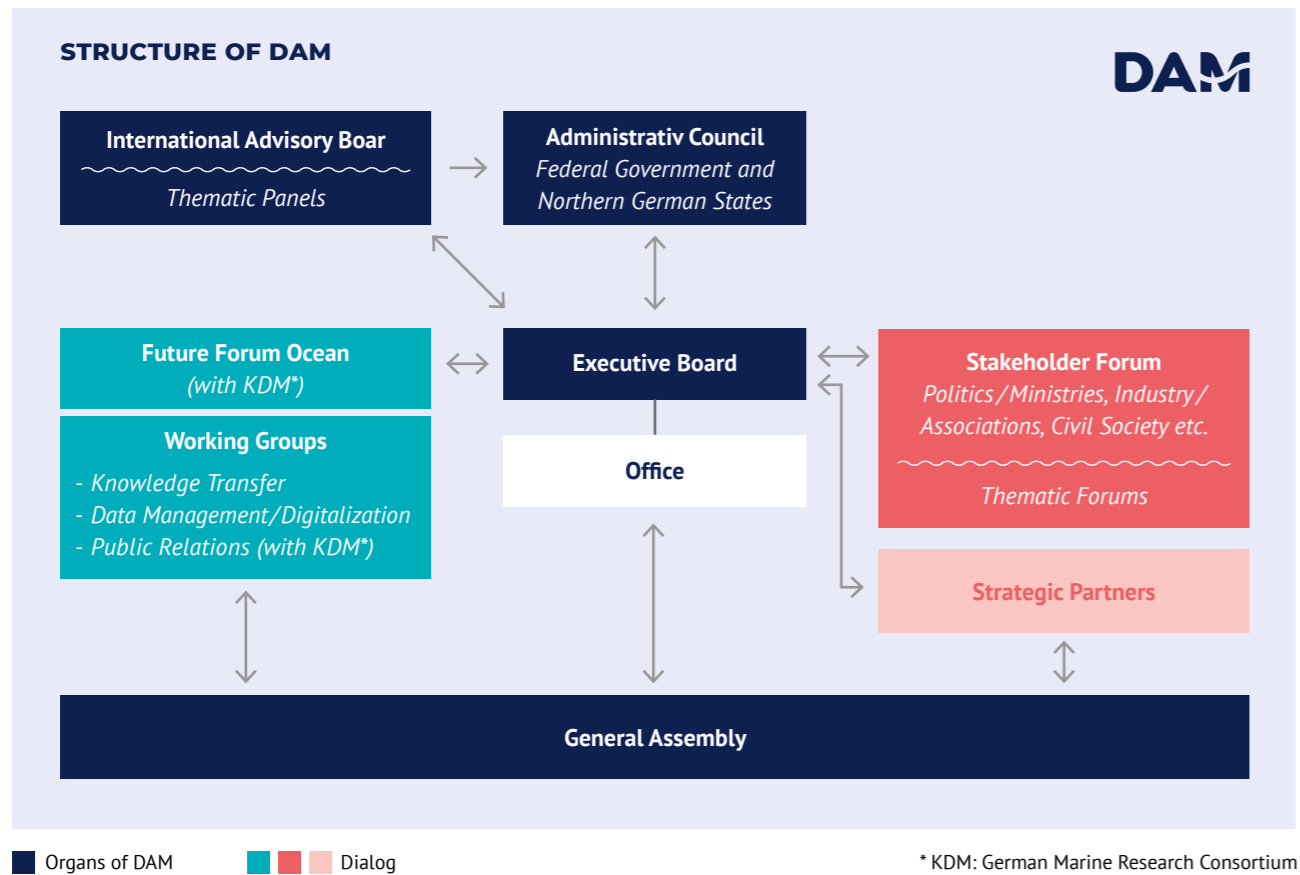 STRUCTURE OF DAM
DAM
International Advisory Boar
Thematic Panels
Administrativ Council
Federal Government and
Northern German States
Future Forum Ocean
(with KDM*)
Working Groups
- Knowledge Transfer
- Data Management/Digitalization
- Public Relations (with KDM*)
Executive Board
Office
Stakeholder Forum
Politics/Ministries, Industry/
Associations, Civil Society etc.
Thematic Forums
Strategic Partners
General Assembly
Organs of DAM
Dialog
* KDM: German Marine Research Consortium